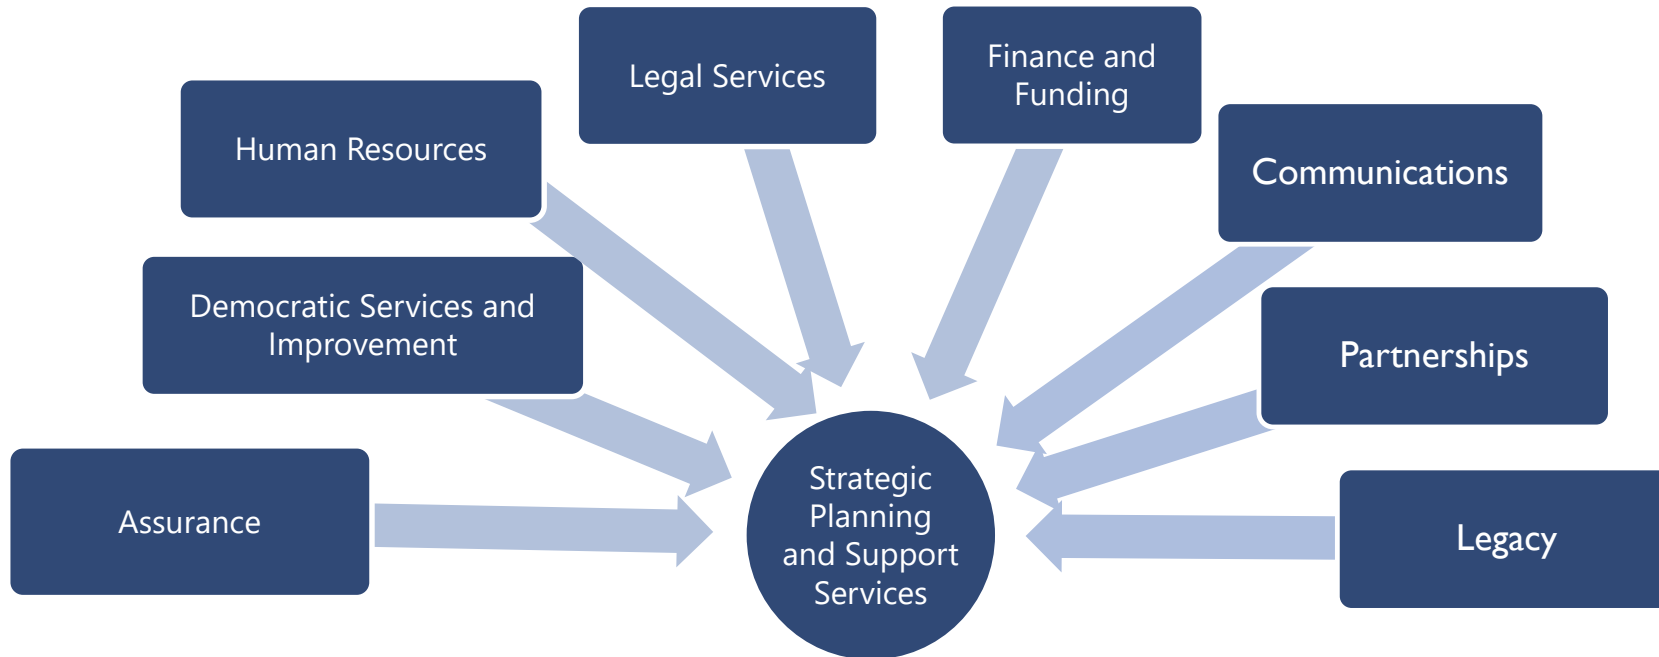 Legal Services
Finance and
Funding
Human Resources
Communications
Democratic Services and
Improvement
Partnerships
Assurance
Strategic
Planning
and Support
Services
Legacy